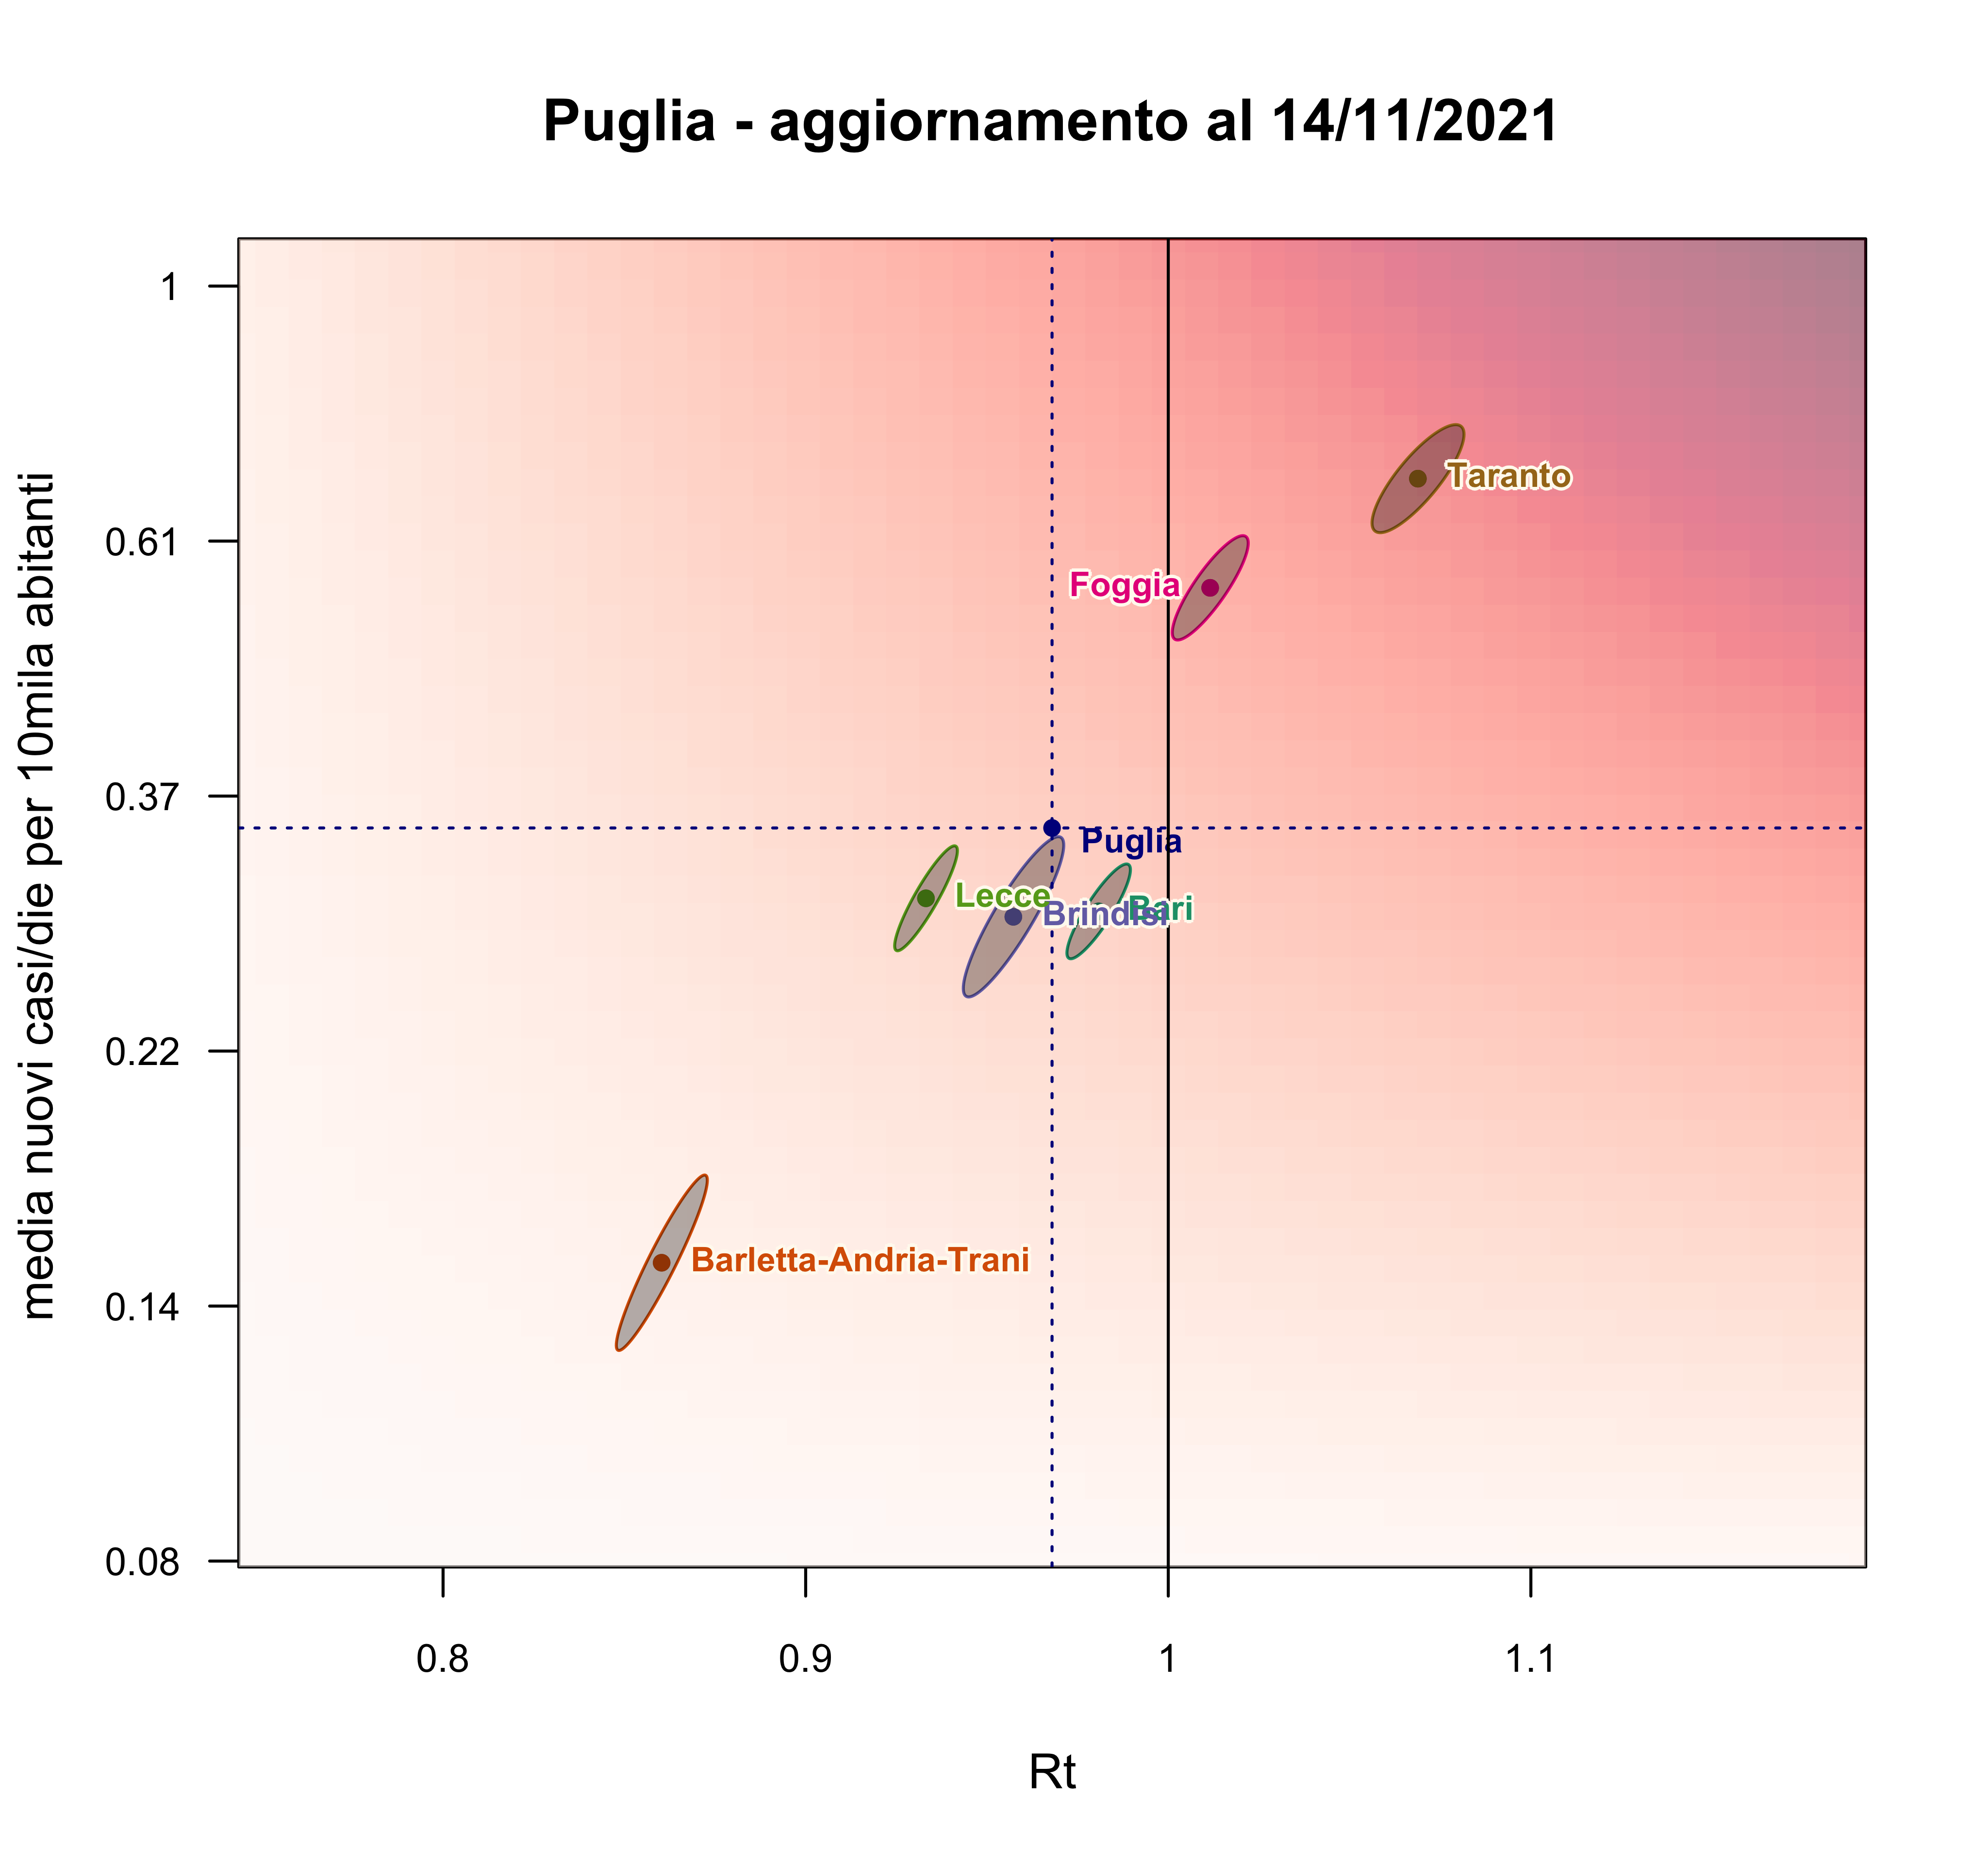 Puglia - aggiornamento al 14/11/2021
media nuovi casi/die per 10mila abitanti
1
0.61
0.37
0.22
0.14
0.08
Taranto
Foggia
Puglia
Lecce
Brindisi
Bari
Barletta-Andria-Trani
0.8
0.9
1
1.1
Rt